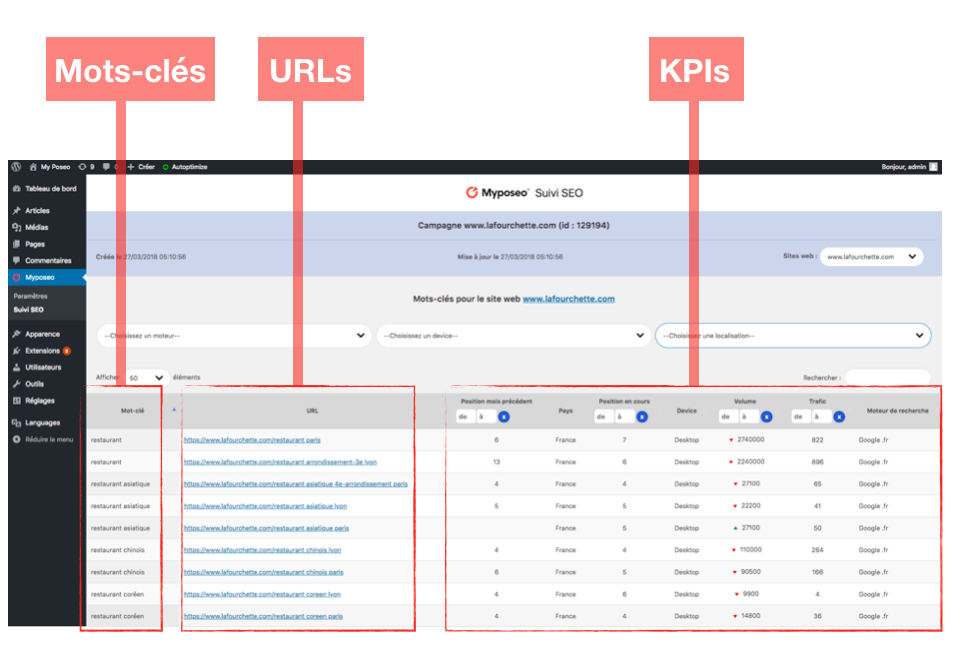 Mots-clés URLs KPIs
My Poseo 9 0 + Créer Autoptimize Bonjour, admin
Tableau de bord
Articles
Médias
Pages
Commentaires
Myposeo
Paramètres
Suivi SEO
Apparence
Extensions 8
Utilisateurs
Outils
Réglages
Languages
Réduire le menu
Myposeo Suivi SEO
Campagne www.lafourchette.com (id : 129194)
Créée le 27/03/2018 05:10:56 Mise à jour le 27/03/2018 05:10:56 Sites web : www.lafourchette.com
Mots-clés pour le site web www.lafourchette.com
--Choisissez un moteur-- --Choisissez un device-- --Choisissez une localisation--
Afficher 50 éléments Rechercher :
Mot-clé URL Position mois précédent Pays Position en cours Device Volume Trafic Moteur de recherche
de à x de à x de à x de à x
restaurant https://www.lafourchette.com/restaurant paris 6 France 7 Desktop ▼ 2740000 822 Google .fr
restaurant https://www.lafourchette.com/restaurant arrondissement-3e lyon 13 France 6 Desktop ▼ 2240000 896 Google .fr
restaurant asiatique https://www.lafourchette.com/restaurant asiatique 4e-arrondissement paris 4 France 4 Desktop ▼ 27100 65 Google .fr
restaurant asiatique https://www.lafourchette.com/restaurant asiatique lyon 5 France 5 Desktop ▼ 22200 41 Google .fr
restaurant asiatique https://www.lafourchette.com/restaurant asiatique paris France 5 Desktop ▲ 27100 50 Google .fr
restaurant chinois https://www.lafourchette.com/restaurant chinois lyon 4 France 4 Desktop ▼ 110000 264 Google .fr
restaurant chinois https://www.lafourchette.com/restaurant chinois paris 6 France 5 Desktop ▼ 90500 166 Google .fr
restaurant coréen https://www.lafourchette.com/restaurant coreen lyon 4 France 6 Desktop ▼ 9900 4 Google .fr
restaurant coréen https://www.lafourchette.com/restaurant coreen paris 4 France 4 Desktop ▼ 14800 36 Google .fr